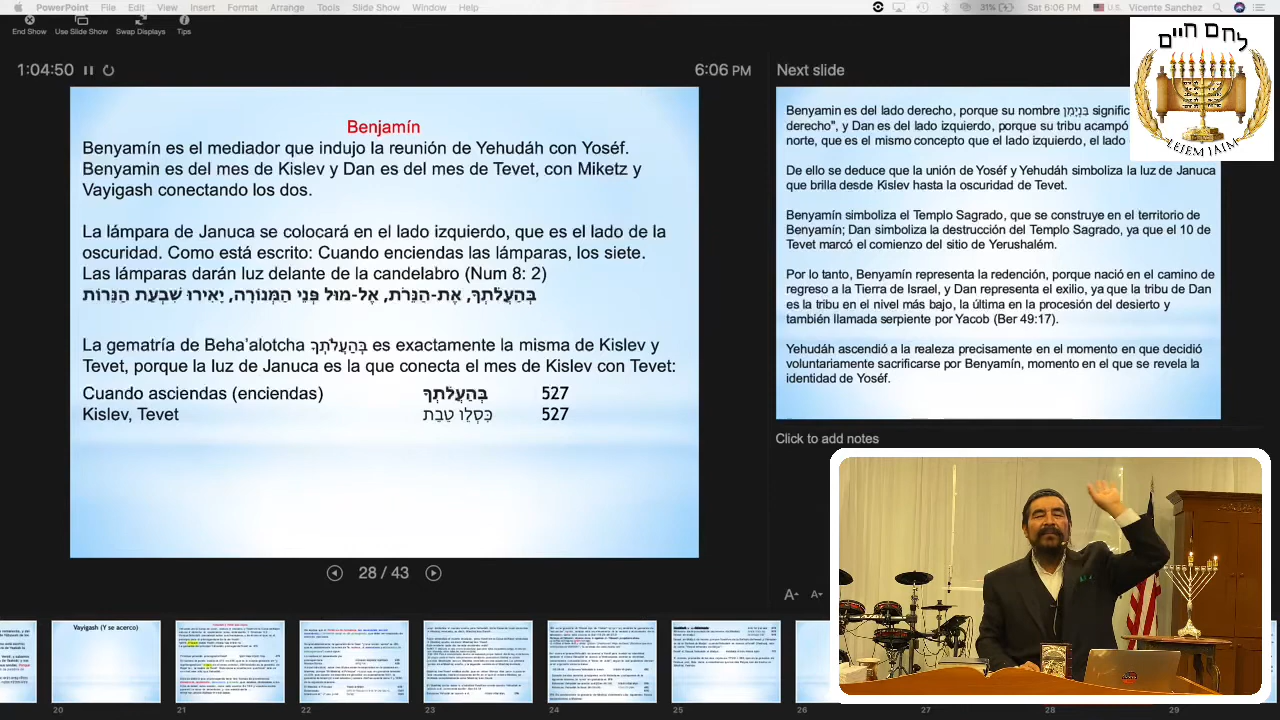 PowerPoint File Edit View Insert Format Arrange Tools Slide Show Window Help
31% U.S. Sat 6:06 PM Vicente Sanchez
End Show Use Slide Show Swap Displays Tips
1:04:50
6:06 PM
Benjamín
Benyamín es el mediador que indujo la reunión de Yehudáh con Yoséf.
Benyamin es del mes de Kislev y Dan es del mes de Tevet, con Miketz y
Vayigash conectando los dos.
La lámpara de Januca se colocará en el lado izquierdo, que es el lado de la
oscuridad. Como está escrito: Cuando enciendas las lámparas, los siete.
Las lámparas darán luz delante de la candelabro (Num 8: 2)
בְּהַעֲלֹתְךָ, אֶת-הַנֵּרֹת, אֶל-מוּל פְּנֵי הַמְּנוֹרָה, יָאִירוּ שִׁבְעַת הַנֵּרוֹת
La gematría de Beha’alotcha בְּהַעֲלֹתְךָ es exactamente la misma de Kislev y
Tevet, porque la luz de Januca es la que conecta el mes de Kislev con Tevet:
Cuando asciendas (enciendas) בְּהַעֲלֹתְךָ 527
Kislev, Tevet כִּסְלֵו טֵבֵת 527
28 / 43
Next slide
Benyamin es del lado derecho, porque su nombre בִּנְיָמִן signific
derecho", y Dan es del lado izquierdo, porque su tribu acampó
norte, que es el mismo concepto que el lado izquierdo, el lado
De ello se deduce que la unión de Yoséf y Yehudáh simboliza la luz de Januca
que brilla desde Kislev hasta la oscuridad de Tevet.
Benyamín simboliza el Templo Sagrado, que se construye en el territorio de
Benyamín; Dan simboliza la destrucción del Templo Sagrado, ya que el 10 de
Tevet marcó el comienzo del sitio de Yerushalém.
Por lo tanto, Benyamín representa la redención, porque nació en el camino de
regreso a la Tierra de Israel, y Dan representa el exilio, ya que la tribu de Dan
es la tribu en el nivel más bajo, la última en la procesión del desierto y
también llamada serpiente por Yacob (Ber 49:17).
Yehudáh ascendió a la realeza precisamente en el momento en que decidió
voluntariamente sacrificarse por Benyamín, momento en el que se revela la
identidad de Yoséf.
Click to add notes
לחם חיים
LEJEM JAIM
Vayigash (Y se acerco)
20 21 22 23 24 25 26 27 28 29